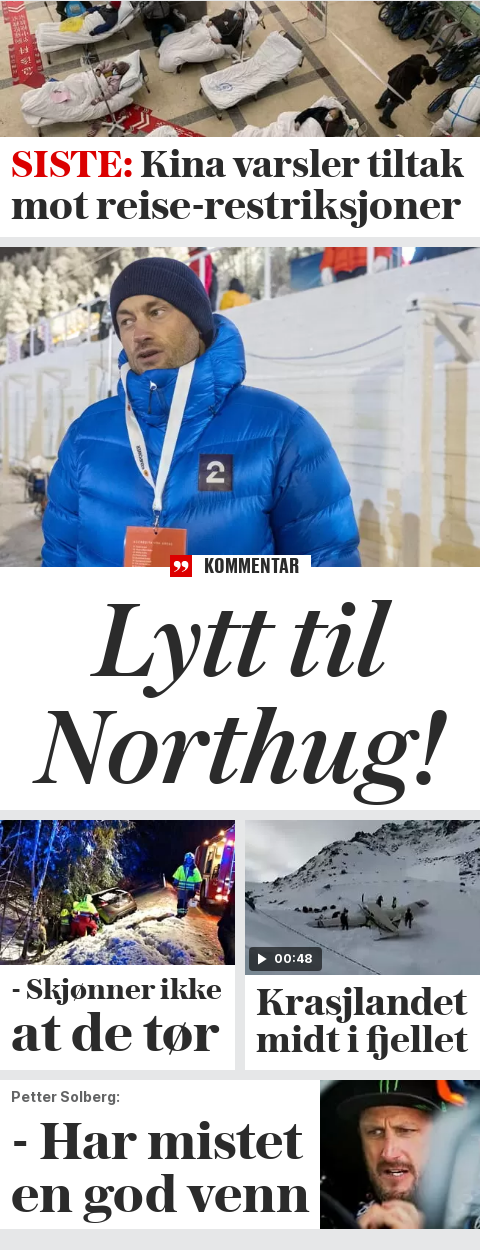 SISTE: Kina varsler tiltak
mot reise-restriksjoner
2
KOMMENTAR
Lytt til
Northug!
00:48
- Skjønner ikke
at de tør
Krasjlandet
midt i fjellet
Petter Solberg:
- Har mistet
en god venn